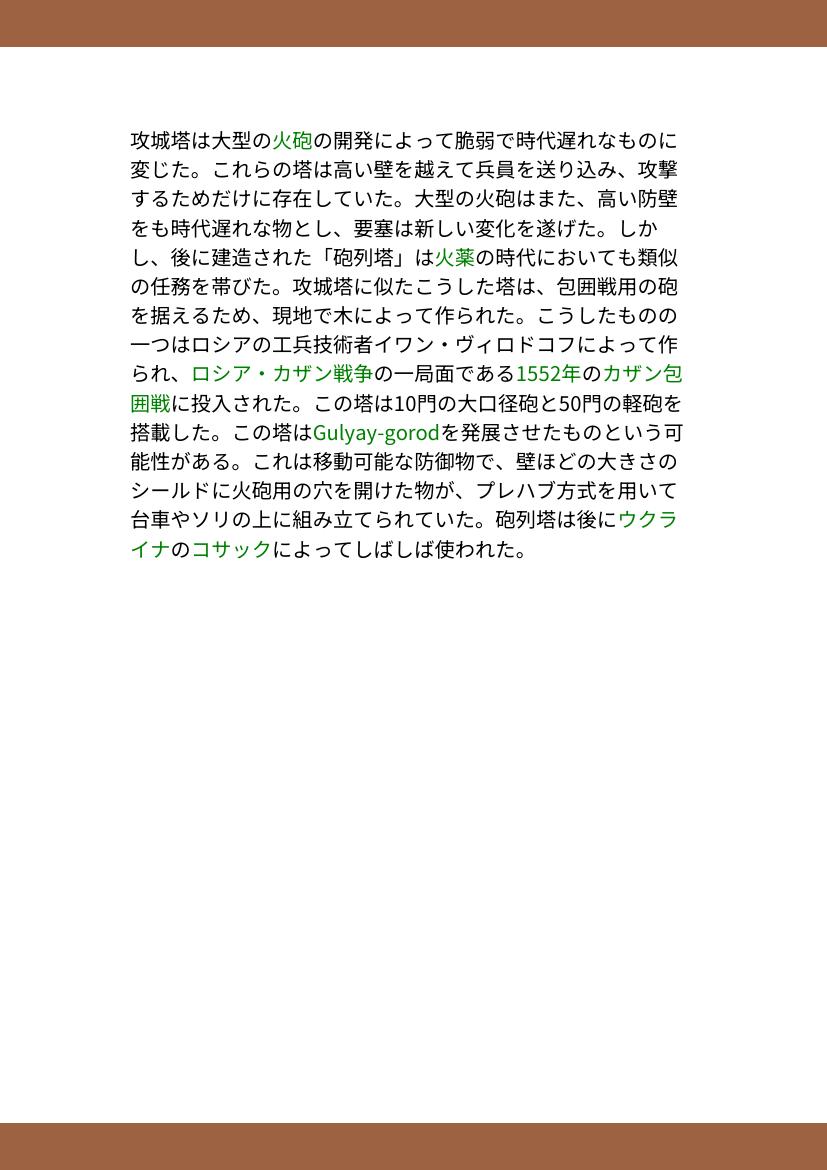 攻城塔は大型の火砲の開発によって脆弱で時代遅れなものに
変じた。これらの塔は高い壁を越えて兵員を送り込み、攻撃
するためだけに存在していた。大型の火砲はまた、高い防壁
をも時代遅れな物とし、要塞は新しい変化を遂げた。しか
し、後に建造された「砲列塔」は火薬の時代においても類似
の任務を帯びた。攻城塔に似たこうした塔は、包囲戦用の砲
を据えるため、現地で木によって作られた。こうしたものの
一つはロシアの工兵技術者イワン・ヴィロドコフによって作
られ、ロシア・カザン戦争の一局面である1552年のカザン包
囲戦に投入された。この塔は10門の大口径砲と50門の軽砲を
搭載した。この塔はGulyay-gorodを発展させたものという可
能性がある。これは移動可能な防御物で、壁ほどの大きさの
シールドに火砲用の穴を開けた物が、プレハブ方式を用いて
台車やソリの上に組み立てられていた。砲列塔は後にウクラ
イナのコサックによってしばしば使われた。